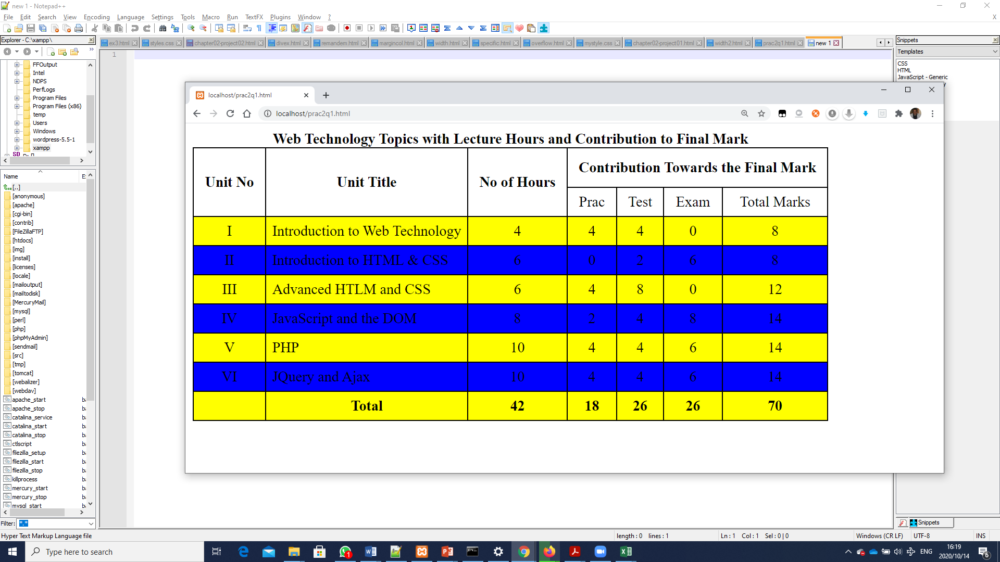 new 1 - Notepad++
File Edit Search View Encoding Language Settings Tools Macro Run TextFX Plugins Window ? X
Explorer - C:\xampp\
ex3.html styles.css chapter02-project02.html divex.html remandem.html margincol.html width.html specific.html overflow.html mystyle.css chapter02-project01.html width2.html prac2q1.html new 1
Snippets
Templates
CSS
HTML
JavaScript - Generic
1
FFOutput
Intel
NDPS
PerfLogs
Program Files
Program Files (x86)
temp
Users
Windows
wordpress-5.5-1
xampp
Name
[..]
[anonymous]
[apache]
[cgi-bin]
[contrib]
[FileZillaFTP]
[htdocs]
[img]
[install]
[licenses]
[locale]
[mailoutput]
[mailtodisk]
[MercuryMail]
[mysql]
[perl]
[php]
[phpMyAdmin]
[sendmail]
[src]
[tmp]
[tomcat]
[webalizer]
[webdav]
apache_start
apache_stop
catalina_service
catalina_start
catalina_stop
ctlscript
filezilla_setup
filezilla_start
filezilla_stop
killprocess
mercury_start
mercury_stop
mysql_start
Filter: *.*
localhost/prac2q1.html
localhost/prac2q1.html
Web Technology Topics with Lecture Hours and Contribution to Final Mark
Unit No Unit Title No of Hours Contribution Towards the Final Mark
Prac Test Exam Total Marks
I Introduction to Web Technology 4 4 4 0 8
II Introduction to HTML & CSS 6 0 2 6 8
III Advanced HTLM and CSS 6 4 8 0 12
IV JavaScript and the DOM 8 2 4 8 14
V PHP 10 4 4 6 14
VI JQuery and Ajax 10 4 4 6 14
Total 42 18 26 26 70
Snippets
Hyper Text Markup Language file length : 0 lines : 1 Ln : 1 Col : 1 Sel : 0 | 0 Windows (CR LF) UTF-8 INS
Type here to search
1
ENG
16:19
2020/10/14
6